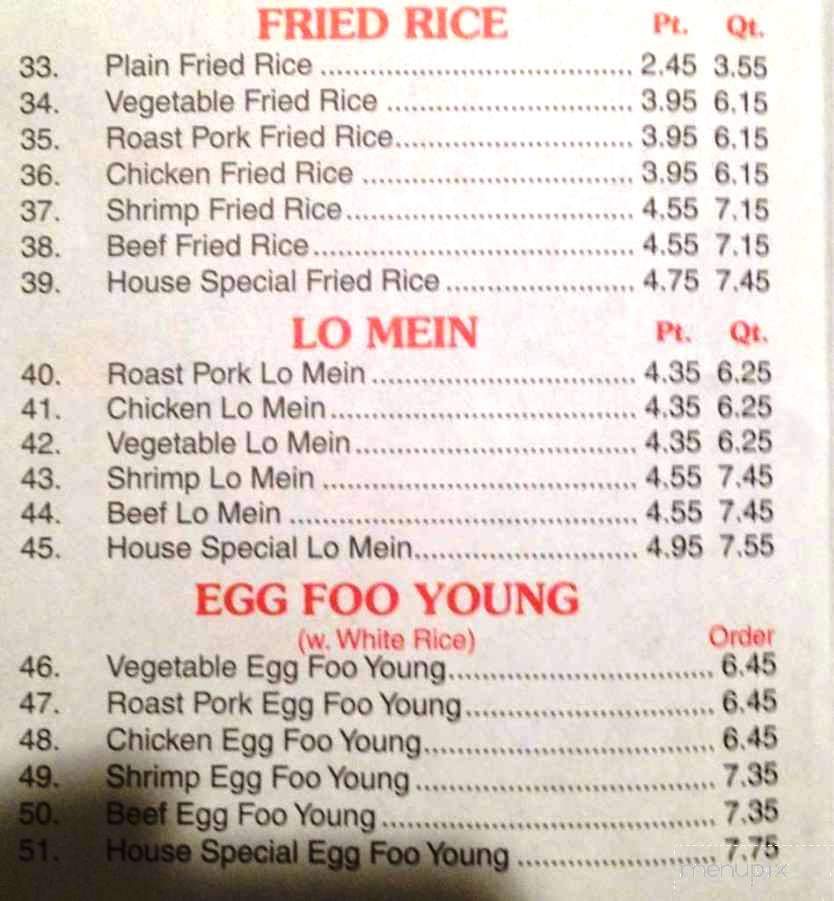 FRIED RICE Pt. Qt.
33. Plain Fried Rice ..................................... 2.45 3.55
34. Vegetable Fried Rice ............................. 3.95 6.15
35. Roast Pork Fried Rice............................ 3.95 6.15
36. Chicken Fried Rice ................................ 3.95 6.15
37. Shrimp Fried Rice.................................. 4.55 7.15
38. Beef Fried Rice...................................... 4.55 7.15
39. House Special Fried Rice ...................... 4.75 7.45
LO MEIN Pt. Qt.
40. Roast Pork Lo Mein ............................... 4.35 6.25
41. Chicken Lo Mein.................................... 4.35 6.25
42. Vegetable Lo Mein................................. 4.35 6.25
43. Shrimp Lo Mein ..................................... 4.55 7.45
44. Beef Lo Mein ......................................... 4.55 7.45
45. House Special Lo Mein.......................... 4.95 7.55
EGG FOO YOUNG
(w. White Rice) Order
46. Vegetable Egg Foo Young................................ 6.45
47. Roast Pork Egg Foo Young.............................. 6.45
48. Chicken Egg Foo Young................................... 6.45
49. Shrimp Egg Foo Young .................................... 7.35
50. Beef Egg Foo Young ........................................ 7.35
51. House Special Egg Foo Young ........................ 7.75
menupix